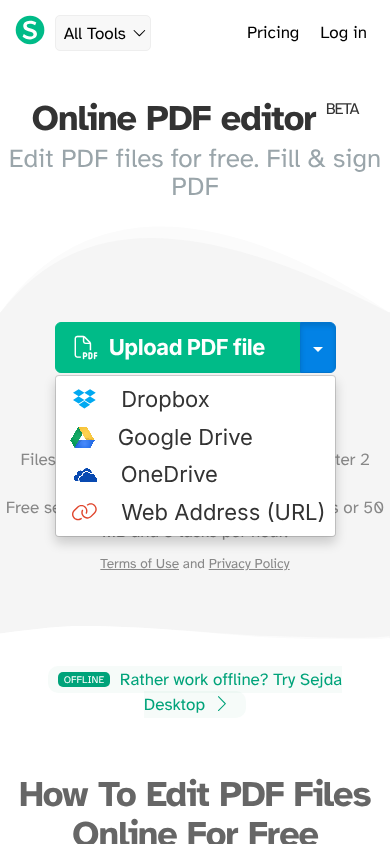 S
All Tools
Pricing
Log in
Online PDF editor BETA
Edit PDF files for free. Fill & sign
PDF
PDF
Upload PDF file
Dropbox
Google Drive
OneDrive
Web Address (URL)
Files
ter 2
Free
s or 50
Terms of Use and Privacy Policy
OFFLINE Rather work offline? Try Sejda
Desktop
How To Edit PDF Files
Online For Free